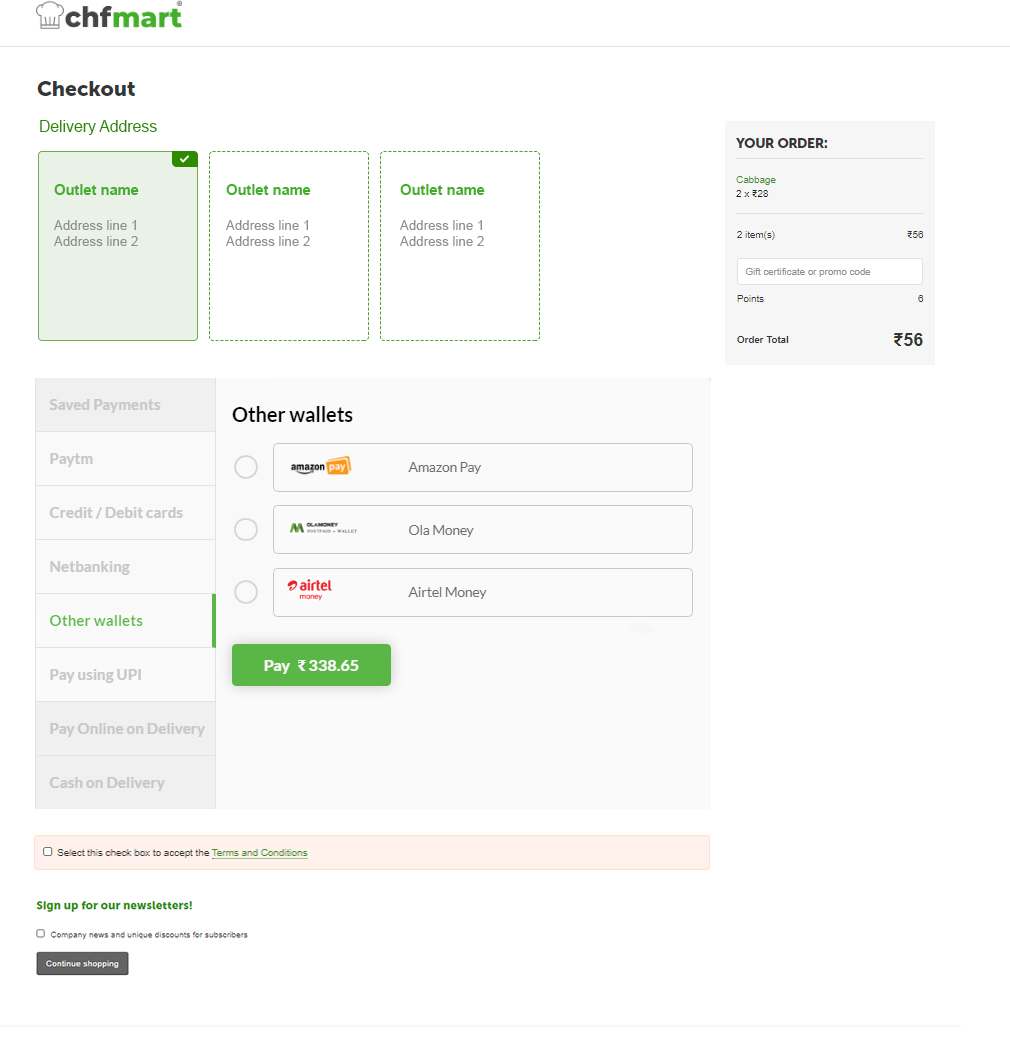 chfmart®
Checkout
Delivery Address
Outlet name
Address line 1
Address line 2
Outlet name
Address line 1
Address line 2
Outlet name
Address line 1
Address line 2
YOUR ORDER:
Cabbage
2 x ₹28
2 item(s) ₹56
Gift certificate or promo code
Points 6
Order Total ₹56
Saved Payments
Paytm
Credit / Debit cards
Netbanking
Other wallets
Pay using UPI
Pay Online on Delivery
Cash on Delivery
Other wallets
amazon pay Amazon Pay
OLAMONEY
POSTPAID + WALLET
Ola Money
airtel
money
Airtel Money
Pay ₹ 338.65
Select this check box to accept the Terms and Conditions
Sign up for our newsletters!
Company news and unique discounts for subscribers
Continue shopping